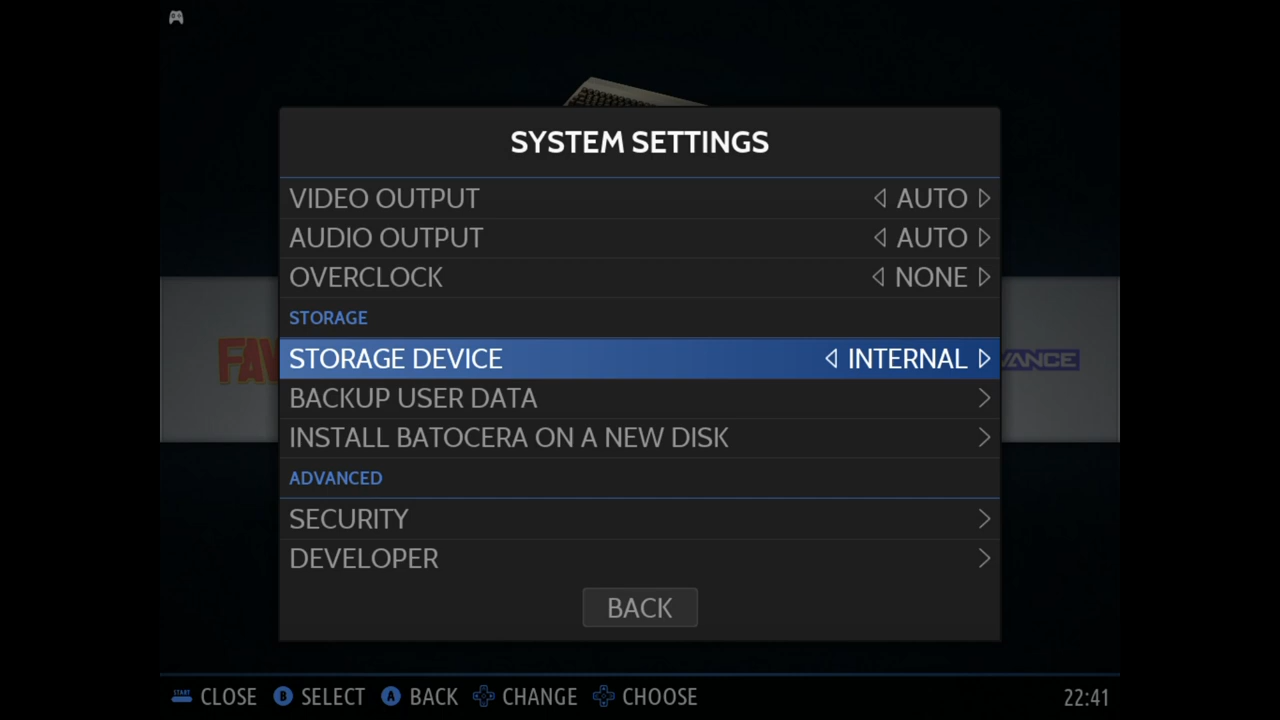 SYSTEM SETTINGS
VIDEO OUTPUT AUTO
AUDIO OUTPUT AUTO
OVERCLOCK NONE
STORAGE
STORAGE DEVICE INTERNAL
BACKUP USER DATA
INSTALL BATOCERA ON A NEW DISK
ADVANCED
SECURITY
DEVELOPER
BACK
START CLOSE B SELECT A BACK CHANGE CHOOSE 22:41